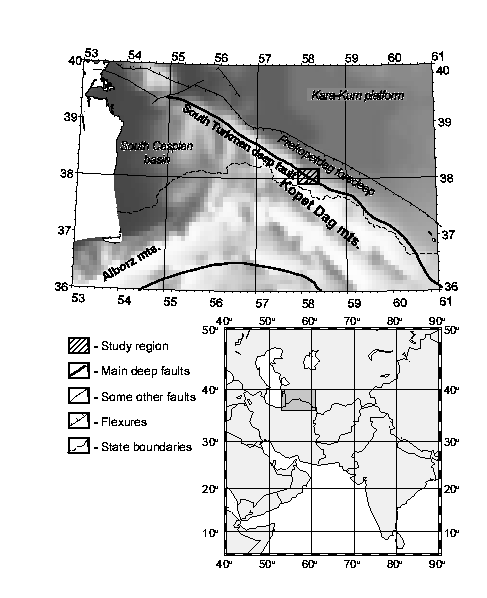 53 54 55 56 57 58 59 60 61
40 40
Kara-Kum platform
39 39
South Turkmen deep fault
South Caspian
basin
38 38
Kopet Dag mts.
37 37
Alborz mts.
36 36
53 54 55 56 57 58 59 60 61
40° 50° 60° 70° 80° 90°
50° 50°
- Study region
- Main deep faults
- Some other faults
- Flexures
- State boundaries
40° 40°
30° 30°
20° 20°
10° 10°
40° 50° 60° 70° 80° 90°